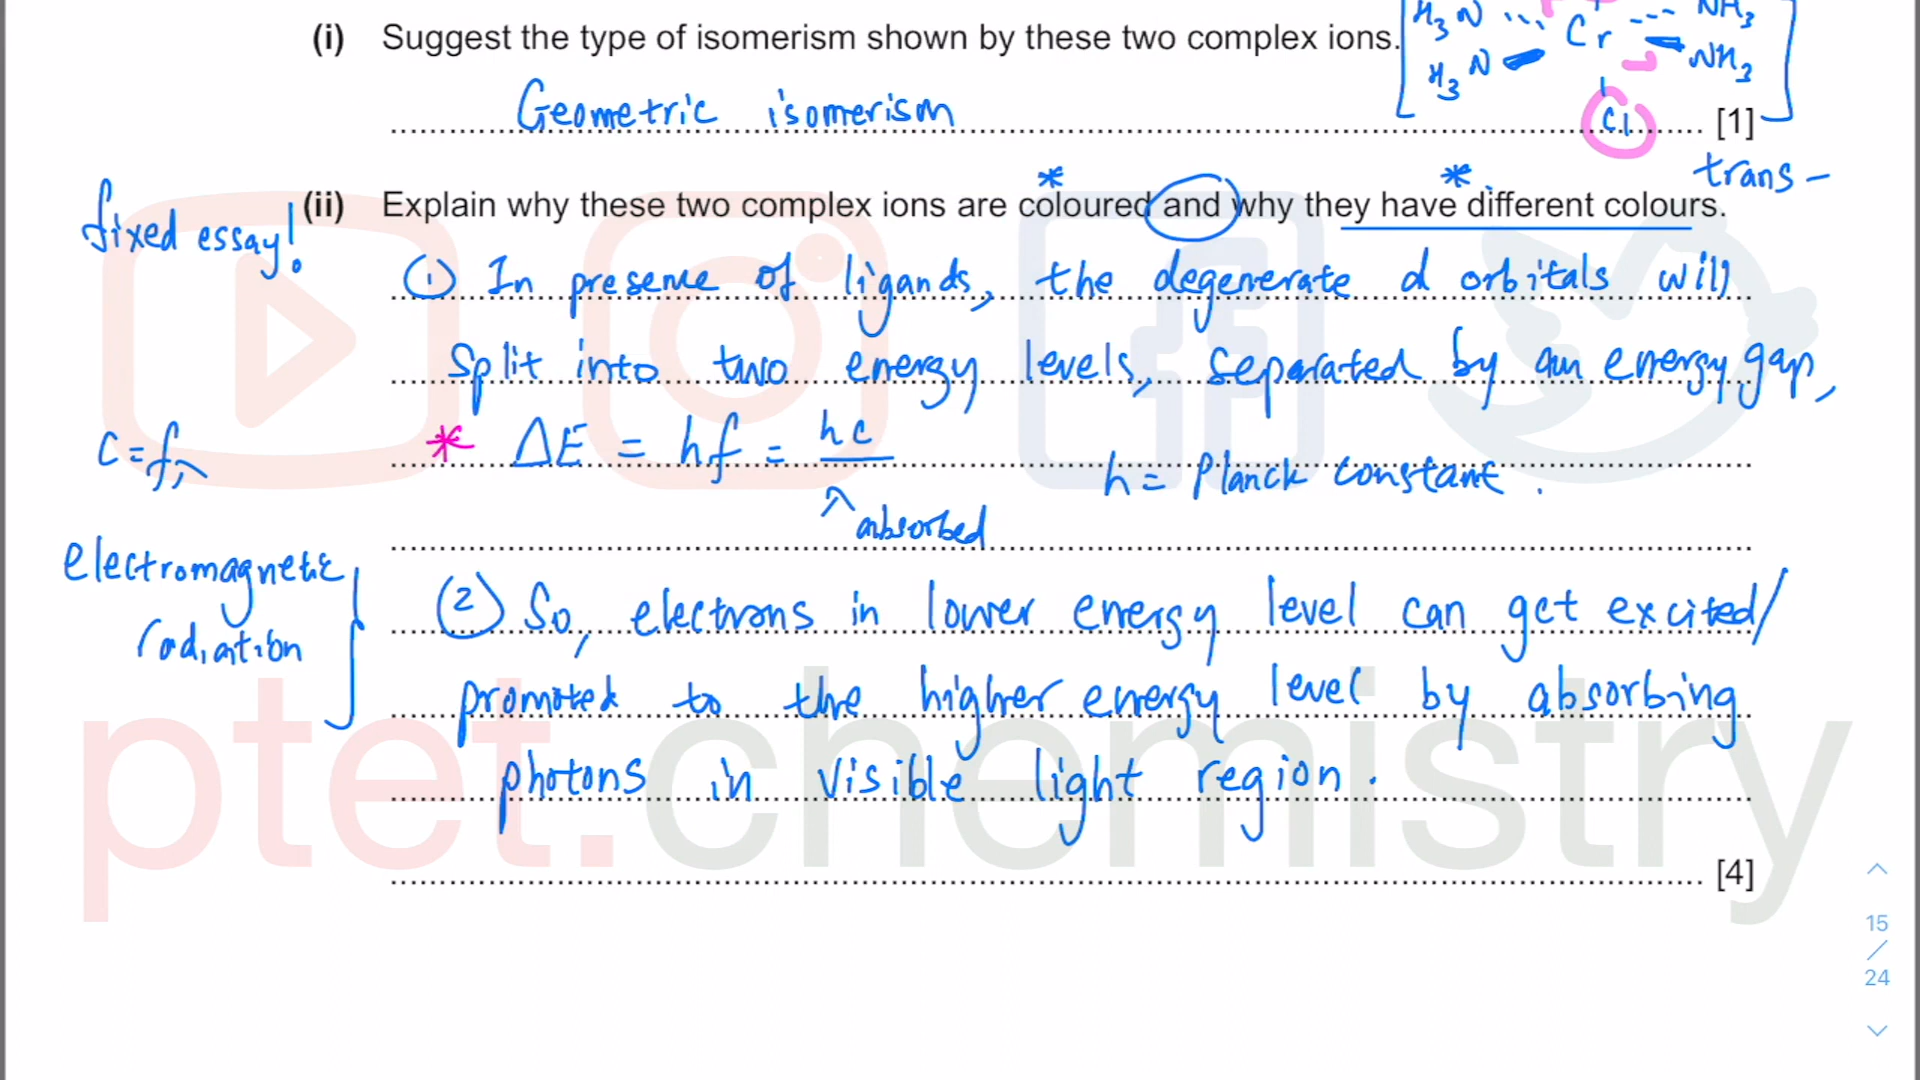 (i) Suggest the type of isomerism shown by these two complex ions.
H3N Cr NH3
H3N NH3
Cl
Geometric isomerism
[1]
trans -
(ii) Explain why these two complex ions are coloured and why they have different colours.
* *
fixed essay!
(1) In presence of ligands, the degenerate d orbitals will
split into two energy levels, separated by an energy gap,
c = fλ
* ΔE = hf = hc / λ absorbed
h = Planck constant.
electromagnetic
radiation }
(2) So, electrons in lower energy level can get excited/
promoted to the higher energy level by absorbing
photons in visible light region.
[4]
ptet.chemistry
15
/
24